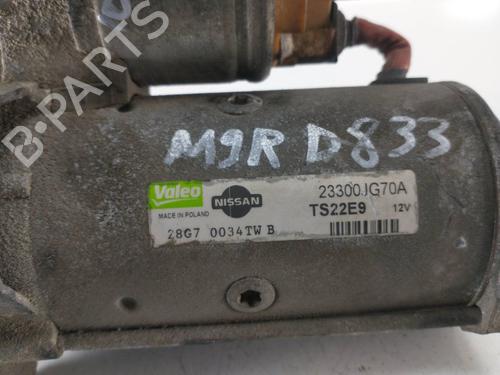 B-PARTS
M9R D833
Valeo
NISSAN
23300JG70A
MADE IN POLAND
TS22E9 12V
28G7 0034TW B